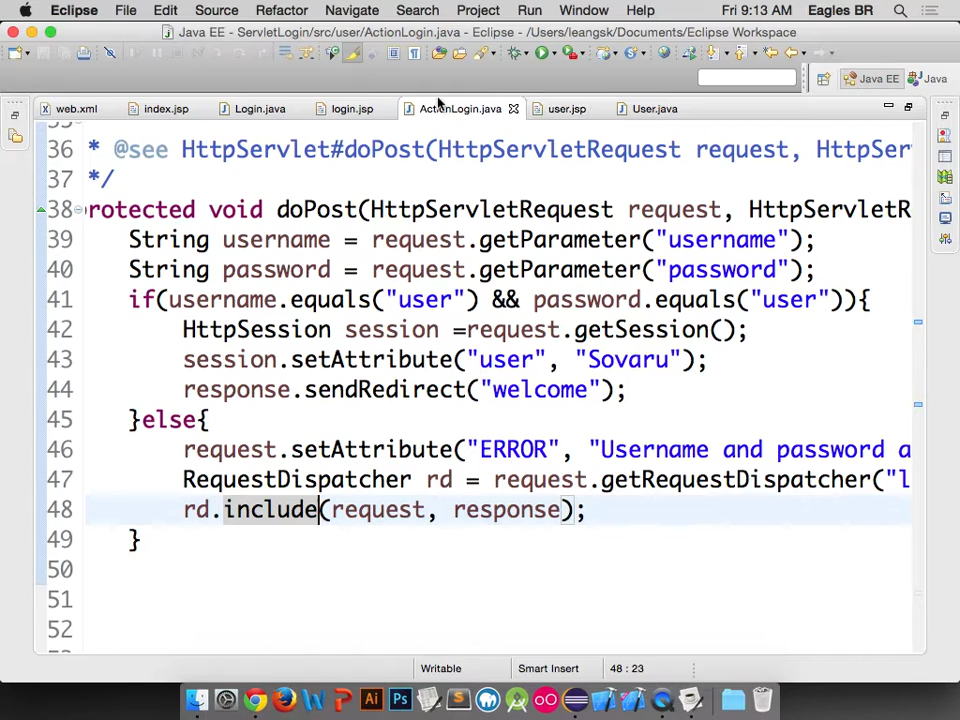 Eclipse File Edit Source Refactor Navigate Search Project Run Window Help Fri 9:13 AM Eagles BR
Java EE - ServletLogin/src/user/ActionLogin.java - Eclipse - /Users/leangsk/Documents/Eclipse Workspace
Java EE Java
web.xml index.jsp Login.java login.jsp ActionLogin.java user.jsp User.java
36 * @see HttpServlet#doPost(HttpServletRequest request, HttpSer
37 */
38 rotected void doPost(HttpServletRequest request, HttpServletR
39 String username = request.getParameter("username");
40 String password = request.getParameter("password");
41 if(username.equals("user") && password.equals("user")){
42 HttpSession session =request.getSession();
43 session.setAttribute("user", "Sovaru");
44 response.sendRedirect("welcome");
45 }else{
46 request.setAttribute("ERROR", "Username and password a
47 RequestDispatcher rd = request.getRequestDispatcher("l
48 rd.include(request, response);
49 }
50
51
52
Writable Smart Insert 48 : 23